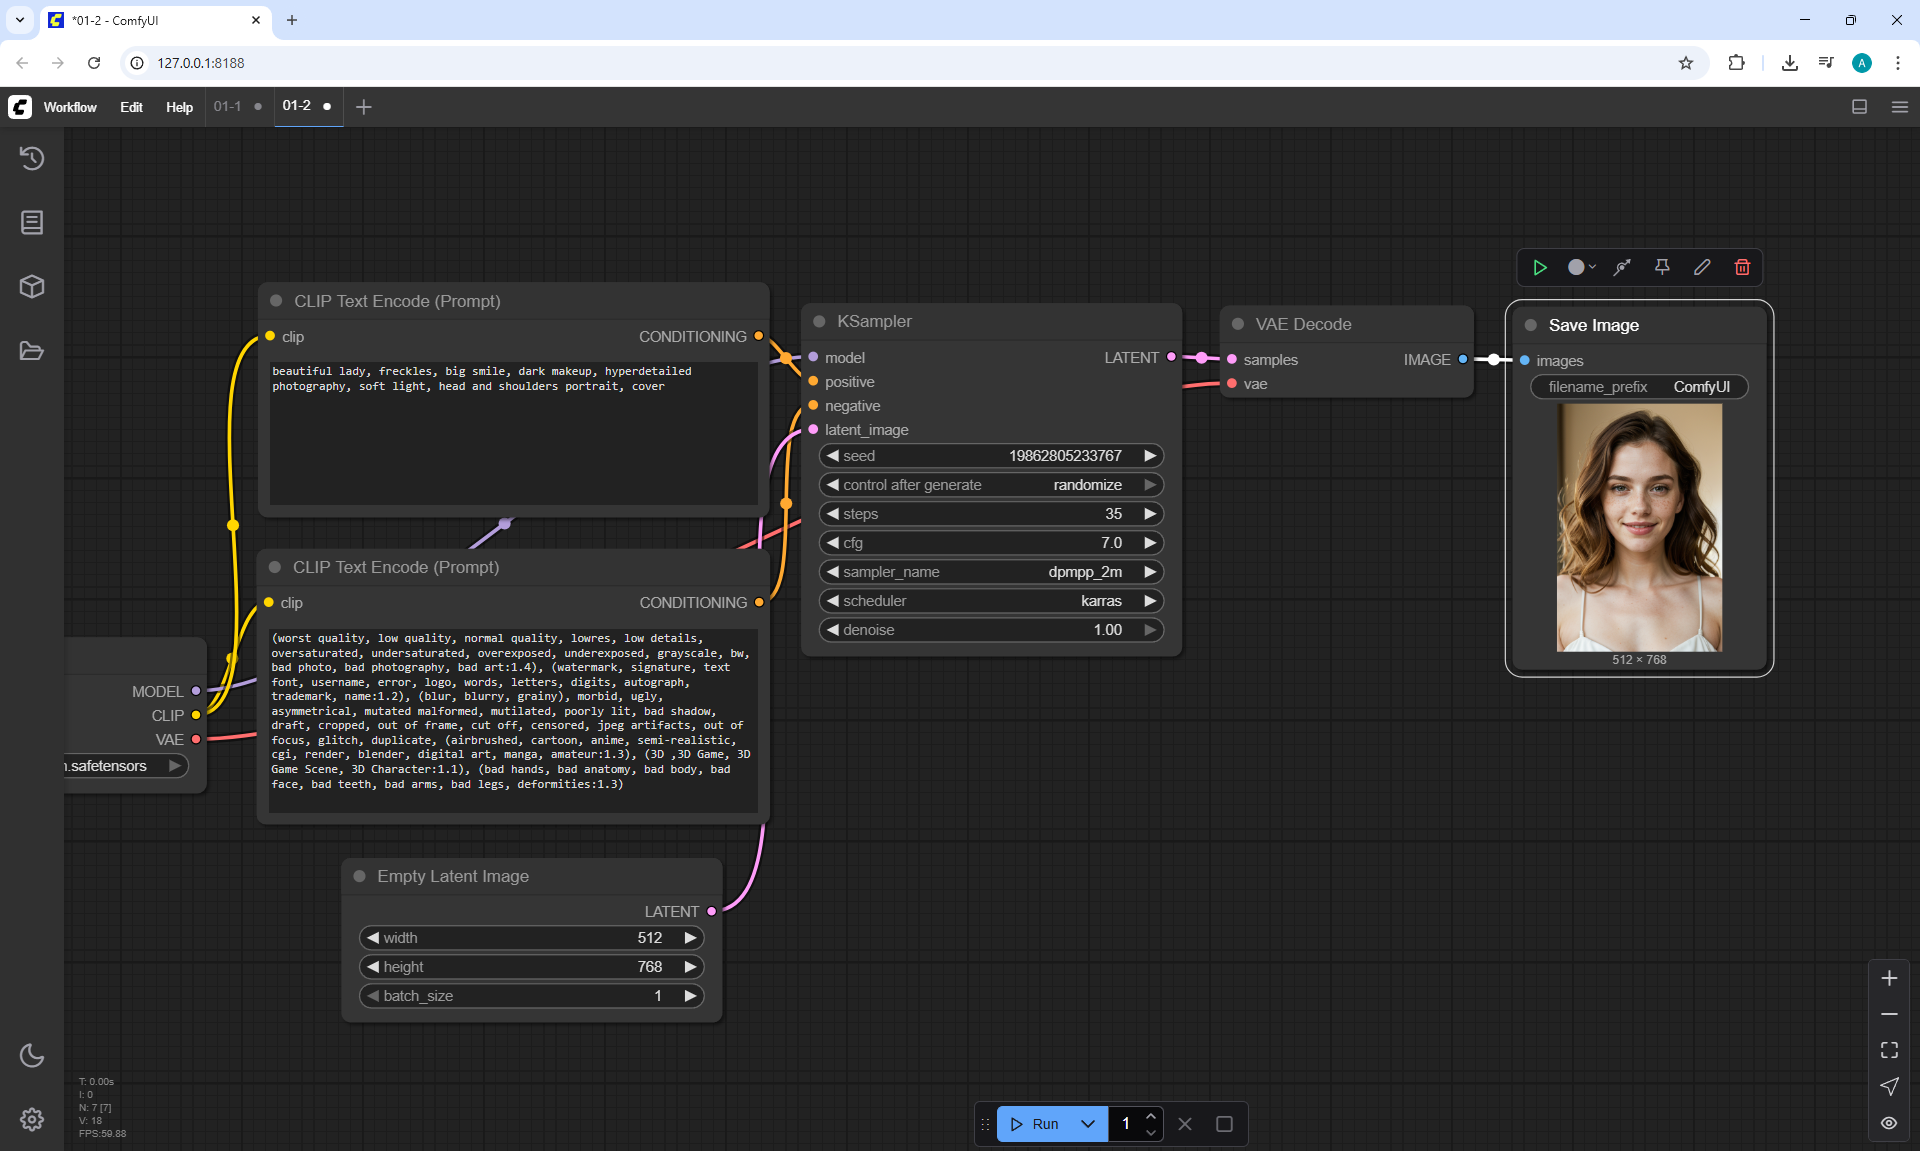 *01-2 - ComfyUI
127.0.0.1:8188
Workflow Edit Help 01-1 01-2
CLIP Text Encode (Prompt)
clip CONDITIONING
beautiful lady, freckles, big smile, dark makeup, hyperdetailed
photography, soft light, head and shoulders portrait, cover
CLIP Text Encode (Prompt)
clip CONDITIONING
(worst quality, low quality, normal quality, lowres, low details,
oversaturated, undersaturated, overexposed, underexposed, grayscale, bw,
bad photo, bad photography, bad art:1.4), (watermark, signature, text
font, username, error, logo, words, letters, digits, autograph,
trademark, name:1.2), (blur, blurry, grainy), morbid, ugly,
asymmetrical, mutated malformed, mutilated, poorly lit, bad shadow,
draft, cropped, out of frame, cut off, censored, jpeg artifacts, out of
focus, glitch, duplicate, (airbrushed, cartoon, anime, semi-realistic,
cgi, render, blender, digital art, manga, amateur:1.3), (3D ,3D Game, 3D
Game Scene, 3D Character:1.1), (bad hands, bad anatomy, bad body, bad
face, bad teeth, bad arms, bad legs, deformities:1.3)
MODEL
CLIP
VAE
.safetensors
Empty Latent Image
LATENT
width 512
height 768
batch_size 1
KSampler
model LATENT
positive
negative
latent_image
seed 19862805233767
control after generate randomize
steps 35
cfg 7.0
sampler_name dpmpp_2m
scheduler karras
denoise 1.00
VAE Decode
samples IMAGE
vae
Save Image
images
filename_prefix ComfyUI
512 × 768
T: 0.00s
I: 0
N: 7 [7]
V: 18
FPS:59.88
Run 1
A